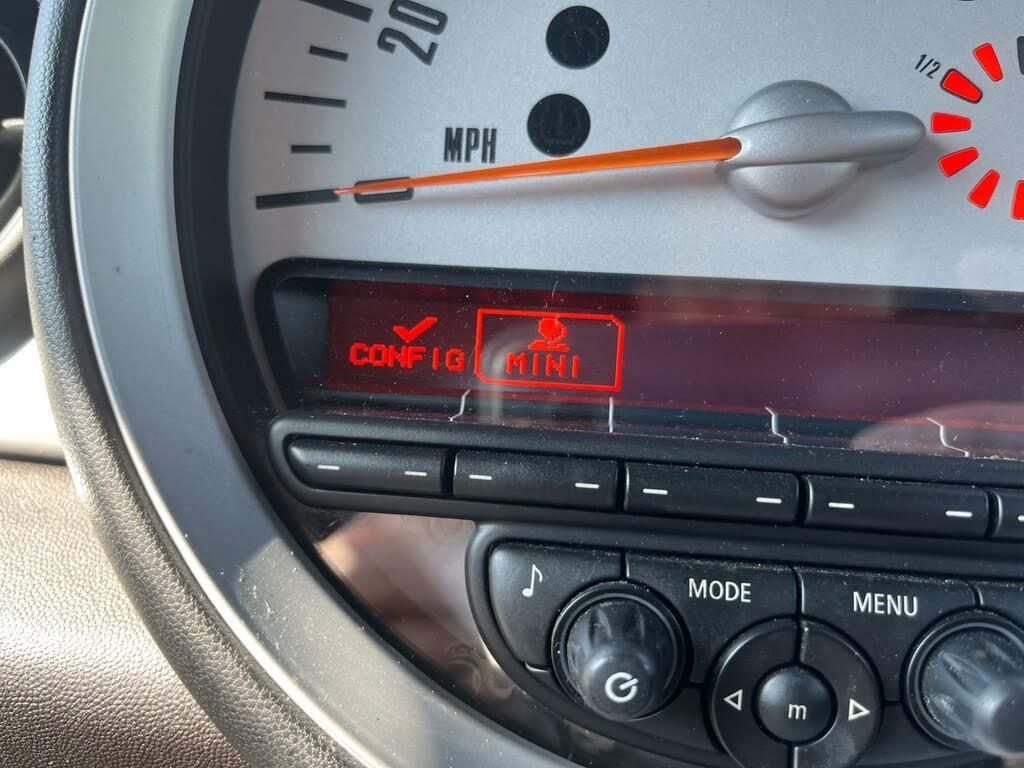 20
1/2
MPH
CONFIG MINI
MODE MENU
m